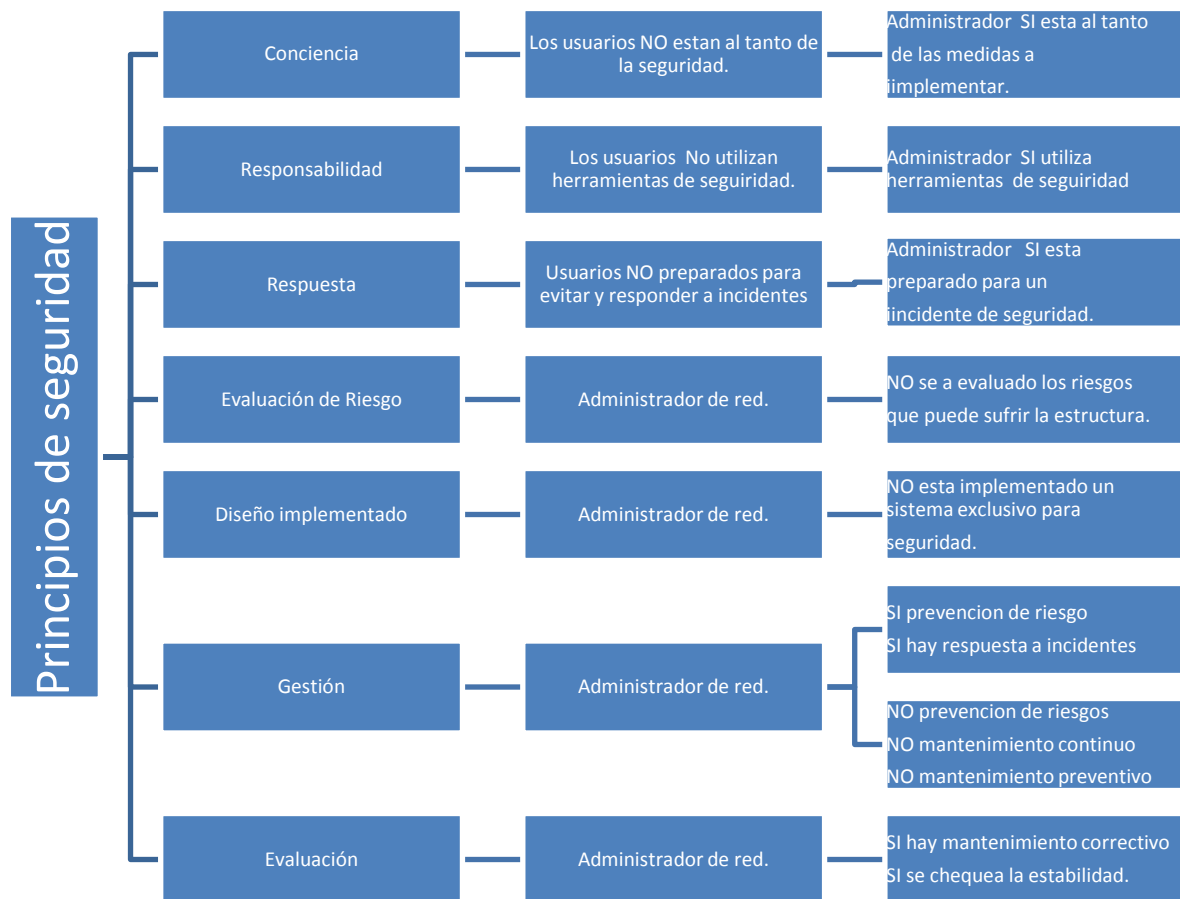 Principios de seguridad
Conciencia
Los usuarios NO estan al tanto de
la seguridad.
Administrador SI esta al tanto
de las medidas a
iimplementar.
Responsabilidad
Los usuarios No utilizan
herramientas de seguiridad.
Administrador SI utiliza
herramientas de seguiridad
Respuesta
Usuarios NO preparados para
evitar y responder a incidentes
Administrador SI esta
preparado para un
iincidente de seguridad.
Evaluación de Riesgo
Administrador de red.
NO se a evaluado los riesgos
que puede sufrir la estructura.
Diseño implementado
Administrador de red.
NO esta implementado un
sistema exclusivo para
seguridad.
Gestión
Administrador de red.
SI prevencion de riesgo
SI hay respuesta a incidentes
NO prevencion de riesgos
NO mantenimiento continuo
NO mantenimiento preventivo
Evaluación
Administrador de red.
SI hay mantenimiento correctivo
SI se chequea la estabilidad.